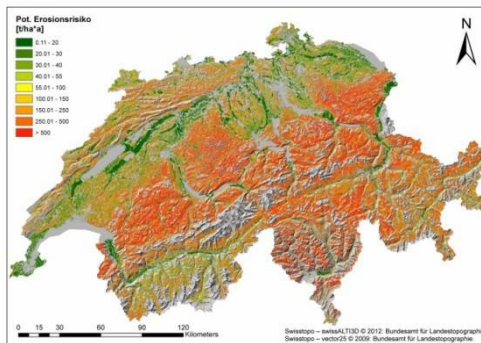 Pot. Erosionsrisiko
[t/ha*a]
0.11 - 20
20.01 - 30
30.01 - 40
40.01 - 55
55.01 - 100
100.01 - 150
150.01 - 250
250.01 - 500
> 500
N
0 15 30 60 90 120
Kilometers
Swisstopo – swissALTI3D © 2012: Bundesamt für Landestopographie
Swisstopo – vector25 © 2009: Bundesamt für Landestopographie